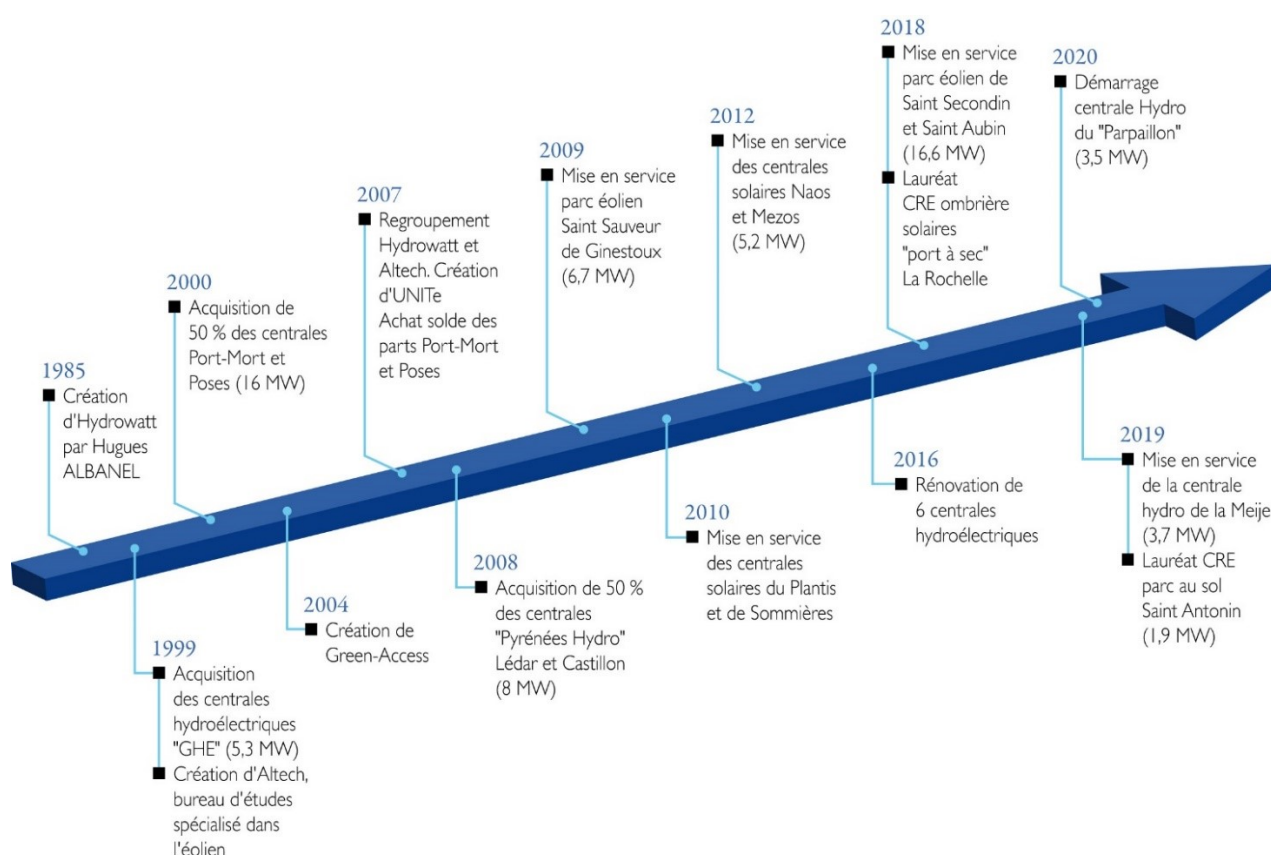 1985
Création
d'Hydrowatt
par Hugues
ALBANEL
1999
Acquisition
des centrales
hydroélectriques
"GHE" (5,3 MW)
Création d'Altech,
bureau d'études
spécialisé dans
l'éolien
2000
Acquisition de
50 % des centrales
Port-Mort et
Poses (16 MW)
2004
Création de
Green-Access
2007
Regroupement
Hydrowatt et
Altech. Création
d'UNITe
Achat solde des
parts Port-Mort
et Poses
2008
Acquisition de 50 %
des centrales
"Pyrénées Hydro"
Lédar et Castillon
(8 MW)
2009
Mise en service
parc éolien
Saint Sauveur
de Ginestoux
(6,7 MW)
2010
Mise en service
des centrales
solaires du Plantis
et de Sommières
2012
Mise en service
des centrales
solaires Naos
et Mezos
(5,2 MW)
2016
Rénovation de
6 centrales
hydroélectriques
2018
Mise en service
parc éolien de
Saint Secondin
et Saint Aubin
(16,6 MW)
Lauréat
CRE ombrière
solaires
"port à sec"
La Rochelle
2019
Mise en service
de la centrale
hydro de la Meije
(3,7 MW)
Lauréat CRE
parc au sol
Saint Antonin
(1,9 MW)
2020
Démarrage
centrale Hydro
du "Parpaillon"
(3,5 MW)